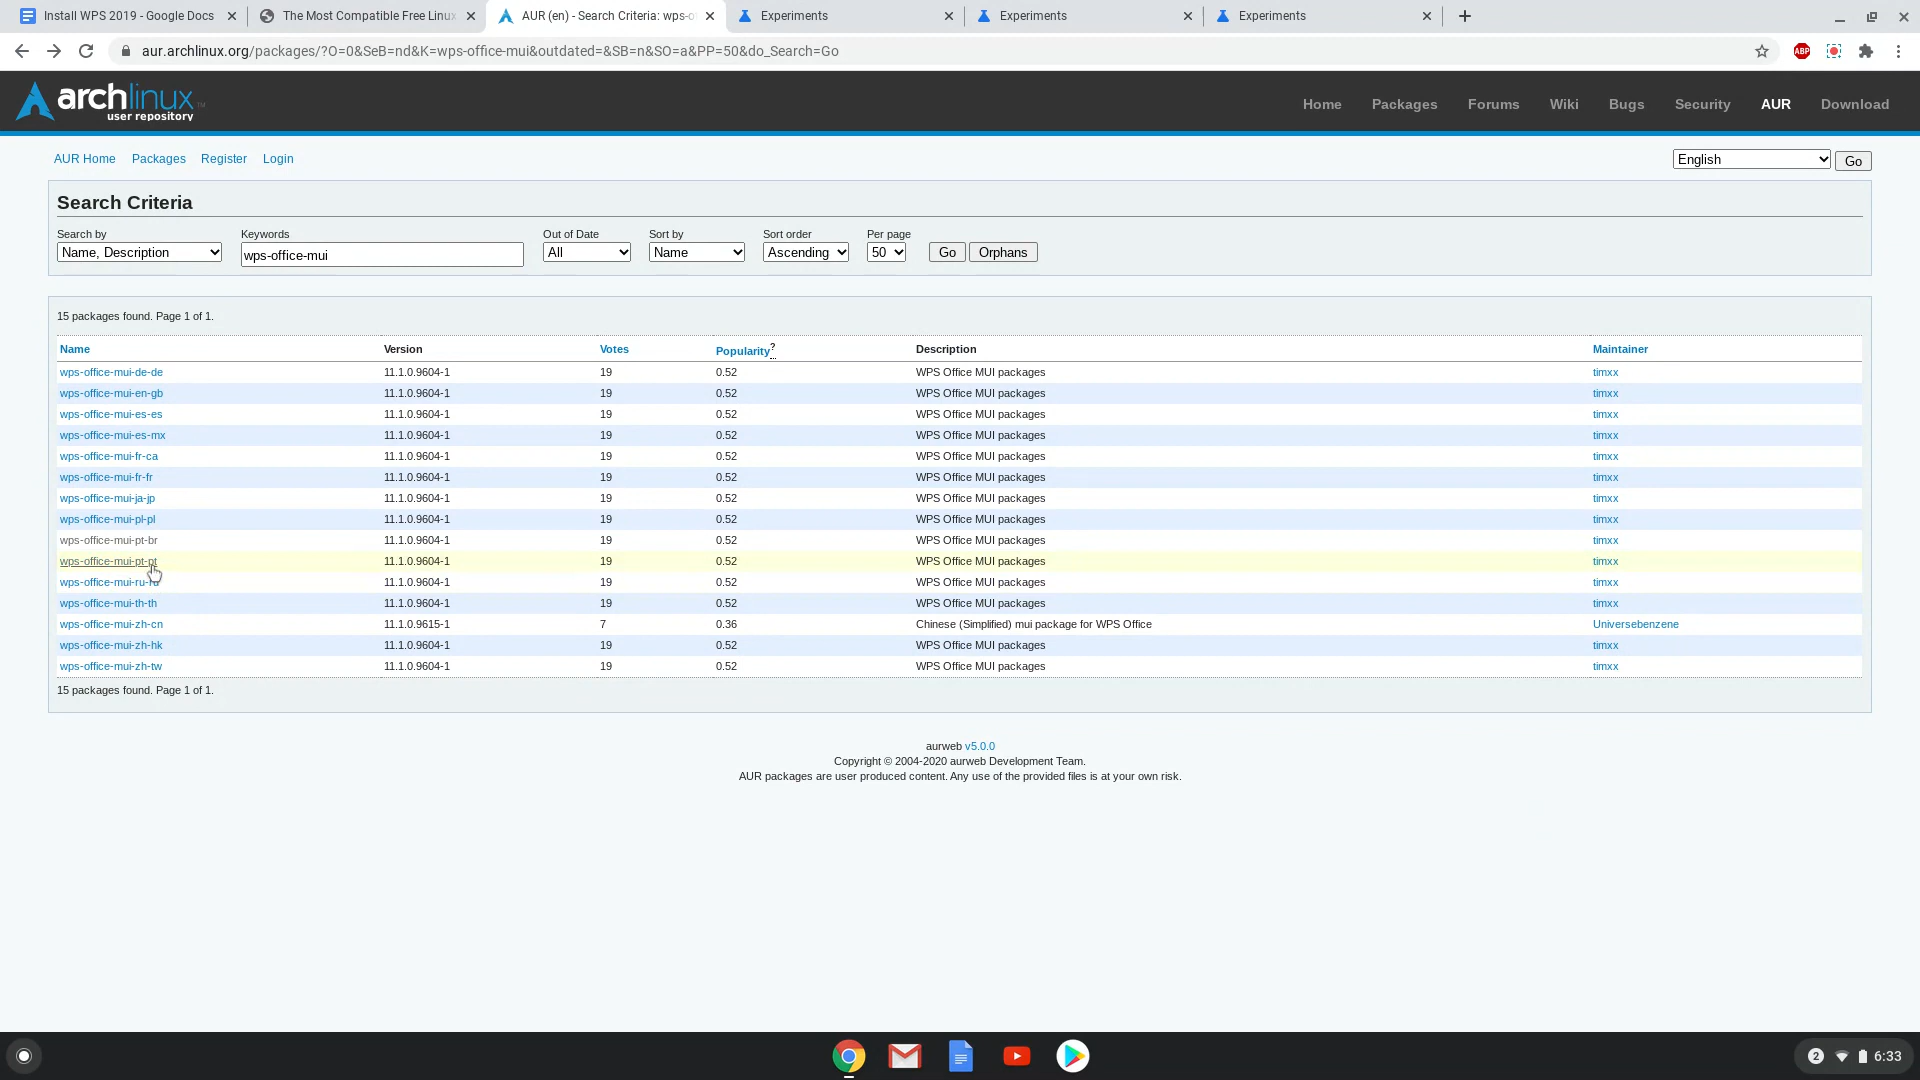 Install WPS 2019 - Google Docs
The Most Compatible Free Linux
AUR (en) - Search Criteria: wps-o
Experiments
Experiments
Experiments
aur.archlinux.org/packages/?O=0&SeB=nd&K=wps-office-mui&outdated=&SB=n&SO=a&PP=50&do_Search=Go
ABP
archlinux TM
user repository
Home Packages Forums Wiki Bugs Security AUR Download
AUR Home Packages Register Login
English Go
Search Criteria
Search by Keywords Out of Date Sort by Sort order Per page
Name, Description wps-office-mui All Name Ascending 50 Go Orphans
15 packages found. Page 1 of 1.
Name Version Votes Popularity? Description Maintainer
wps-office-mui-de-de 11.1.0.9604-1 19 0.52 WPS Office MUI packages timxx
wps-office-mui-en-gb 11.1.0.9604-1 19 0.52 WPS Office MUI packages timxx
wps-office-mui-es-es 11.1.0.9604-1 19 0.52 WPS Office MUI packages timxx
wps-office-mui-es-mx 11.1.0.9604-1 19 0.52 WPS Office MUI packages timxx
wps-office-mui-fr-ca 11.1.0.9604-1 19 0.52 WPS Office MUI packages timxx
wps-office-mui-fr-fr 11.1.0.9604-1 19 0.52 WPS Office MUI packages timxx
wps-office-mui-ja-jp 11.1.0.9604-1 19 0.52 WPS Office MUI packages timxx
wps-office-mui-pl-pl 11.1.0.9604-1 19 0.52 WPS Office MUI packages timxx
wps-office-mui-pt-br 11.1.0.9604-1 19 0.52 WPS Office MUI packages timxx
wps-office-mui-pt-pt 11.1.0.9604-1 19 0.52 WPS Office MUI packages timxx
wps-office-mui-ru-ru 11.1.0.9604-1 19 0.52 WPS Office MUI packages timxx
wps-office-mui-th-th 11.1.0.9604-1 19 0.52 WPS Office MUI packages timxx
wps-office-mui-zh-cn 11.1.0.9615-1 7 0.36 Chinese (Simplified) mui package for WPS Office Universebenzene
wps-office-mui-zh-hk 11.1.0.9604-1 19 0.52 WPS Office MUI packages timxx
wps-office-mui-zh-tw 11.1.0.9604-1 19 0.52 WPS Office MUI packages timxx
15 packages found. Page 1 of 1.
aurweb v5.0.0
Copyright © 2004-2020 aurweb Development Team.
AUR packages are user produced content. Any use of the provided files is at your own risk.
2 6:33